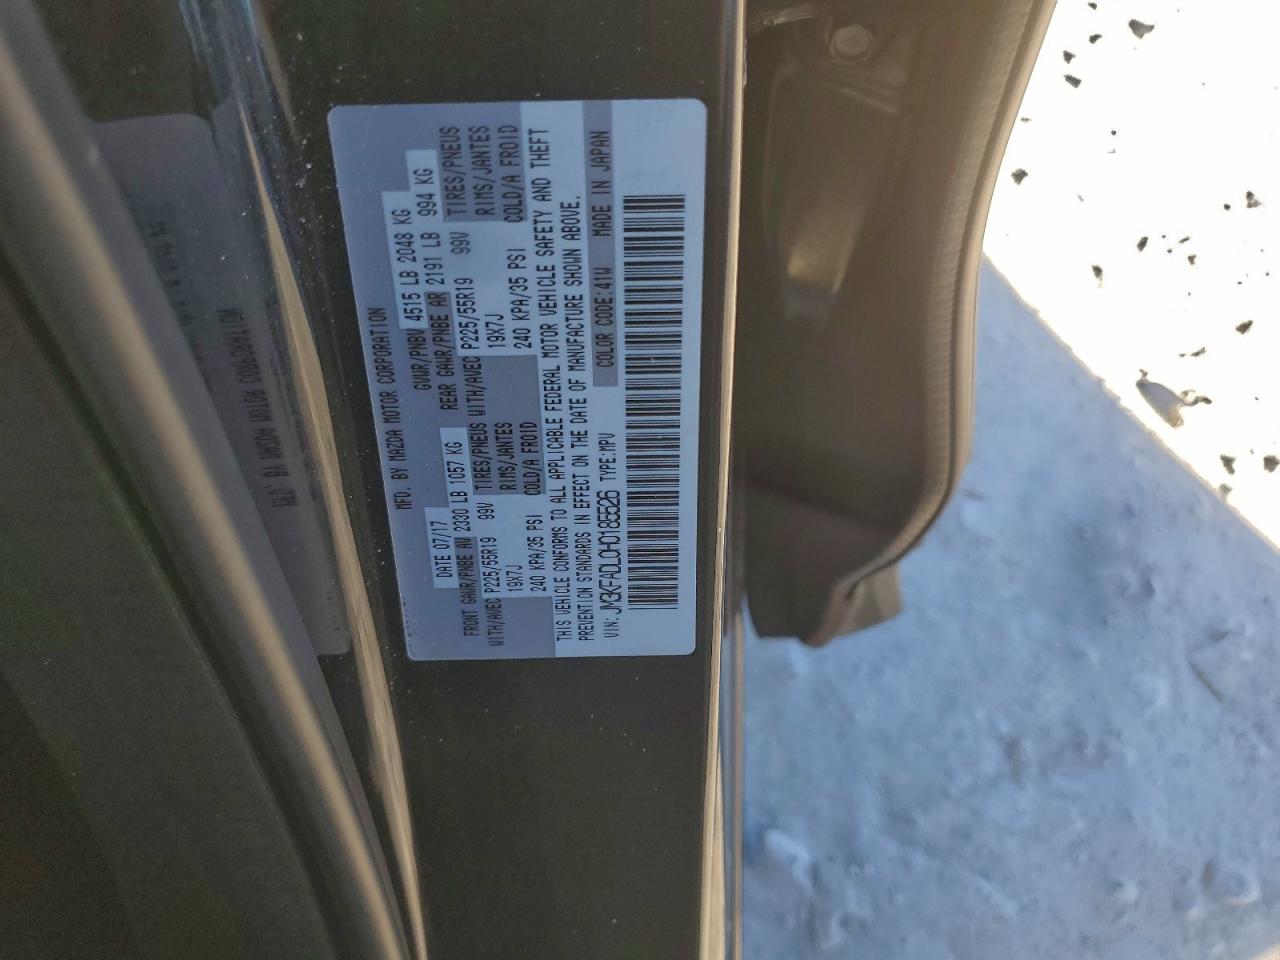 MFD. BY MAZDA MOTOR CORPORATION
DATE 07/17 GVWR/PNBV 4515 LB 2048 KG
FRONT GAWR/PNBE AV 2330 LB 1057 KG REAR GAWR/PNBE AR 2191 LB 994 KG
WITH/AVEC P225/55R19 99V TIRES/PNEUS WITH/AVEC P225/55R19 99V TIRES/PNEUS
19X7J RIMS/JANTES 19X7J RIMS/JANTES
240 KPA/35 PSI COLD/A FROID 240 KPA/35 PSI COLD/A FROID
THIS VEHICLE CONFORMS TO ALL APPLICABLE FEDERAL MOTOR VEHICLE SAFETY AND THEFT
PREVENTION STANDARDS IN EFFECT ON THE DATE OF MANUFACTURE SHOWN ABOVE.
VIN: JM3KFADL0H0185526 TYPE:MPV COLOR CODE:41W MADE IN JAPAN